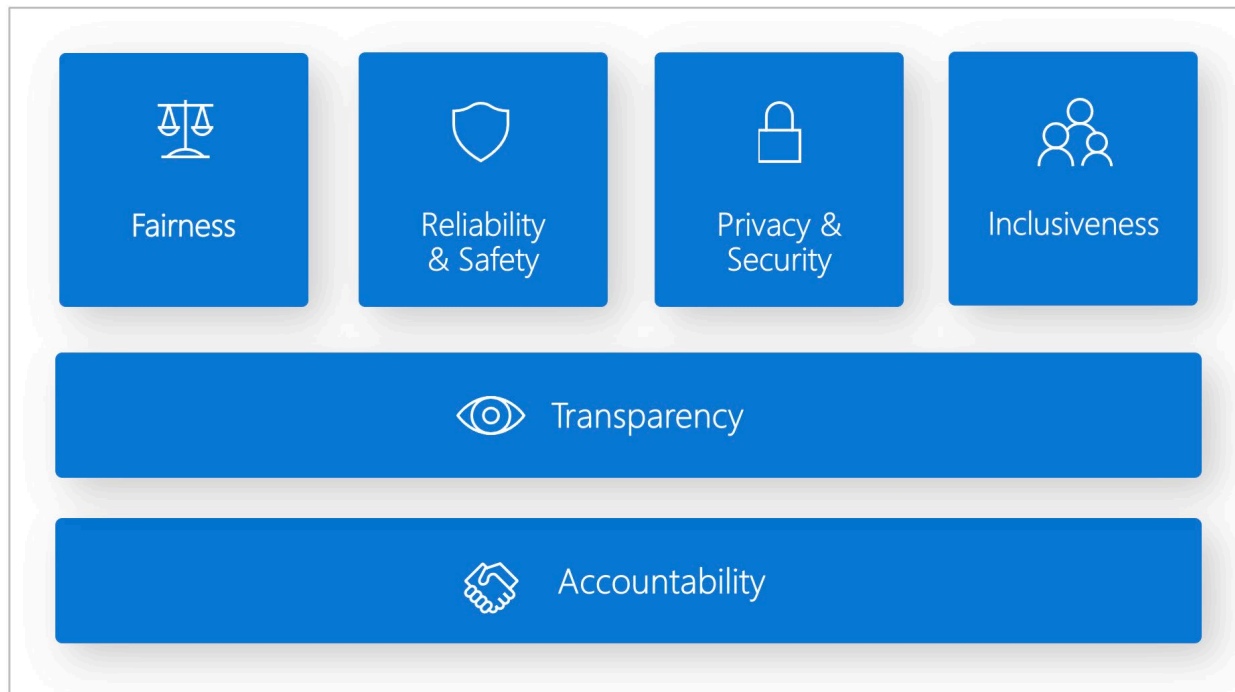 Fairness
Reliability
& Safety
Privacy &
Security
Inclusiveness
Transparency
Accountability